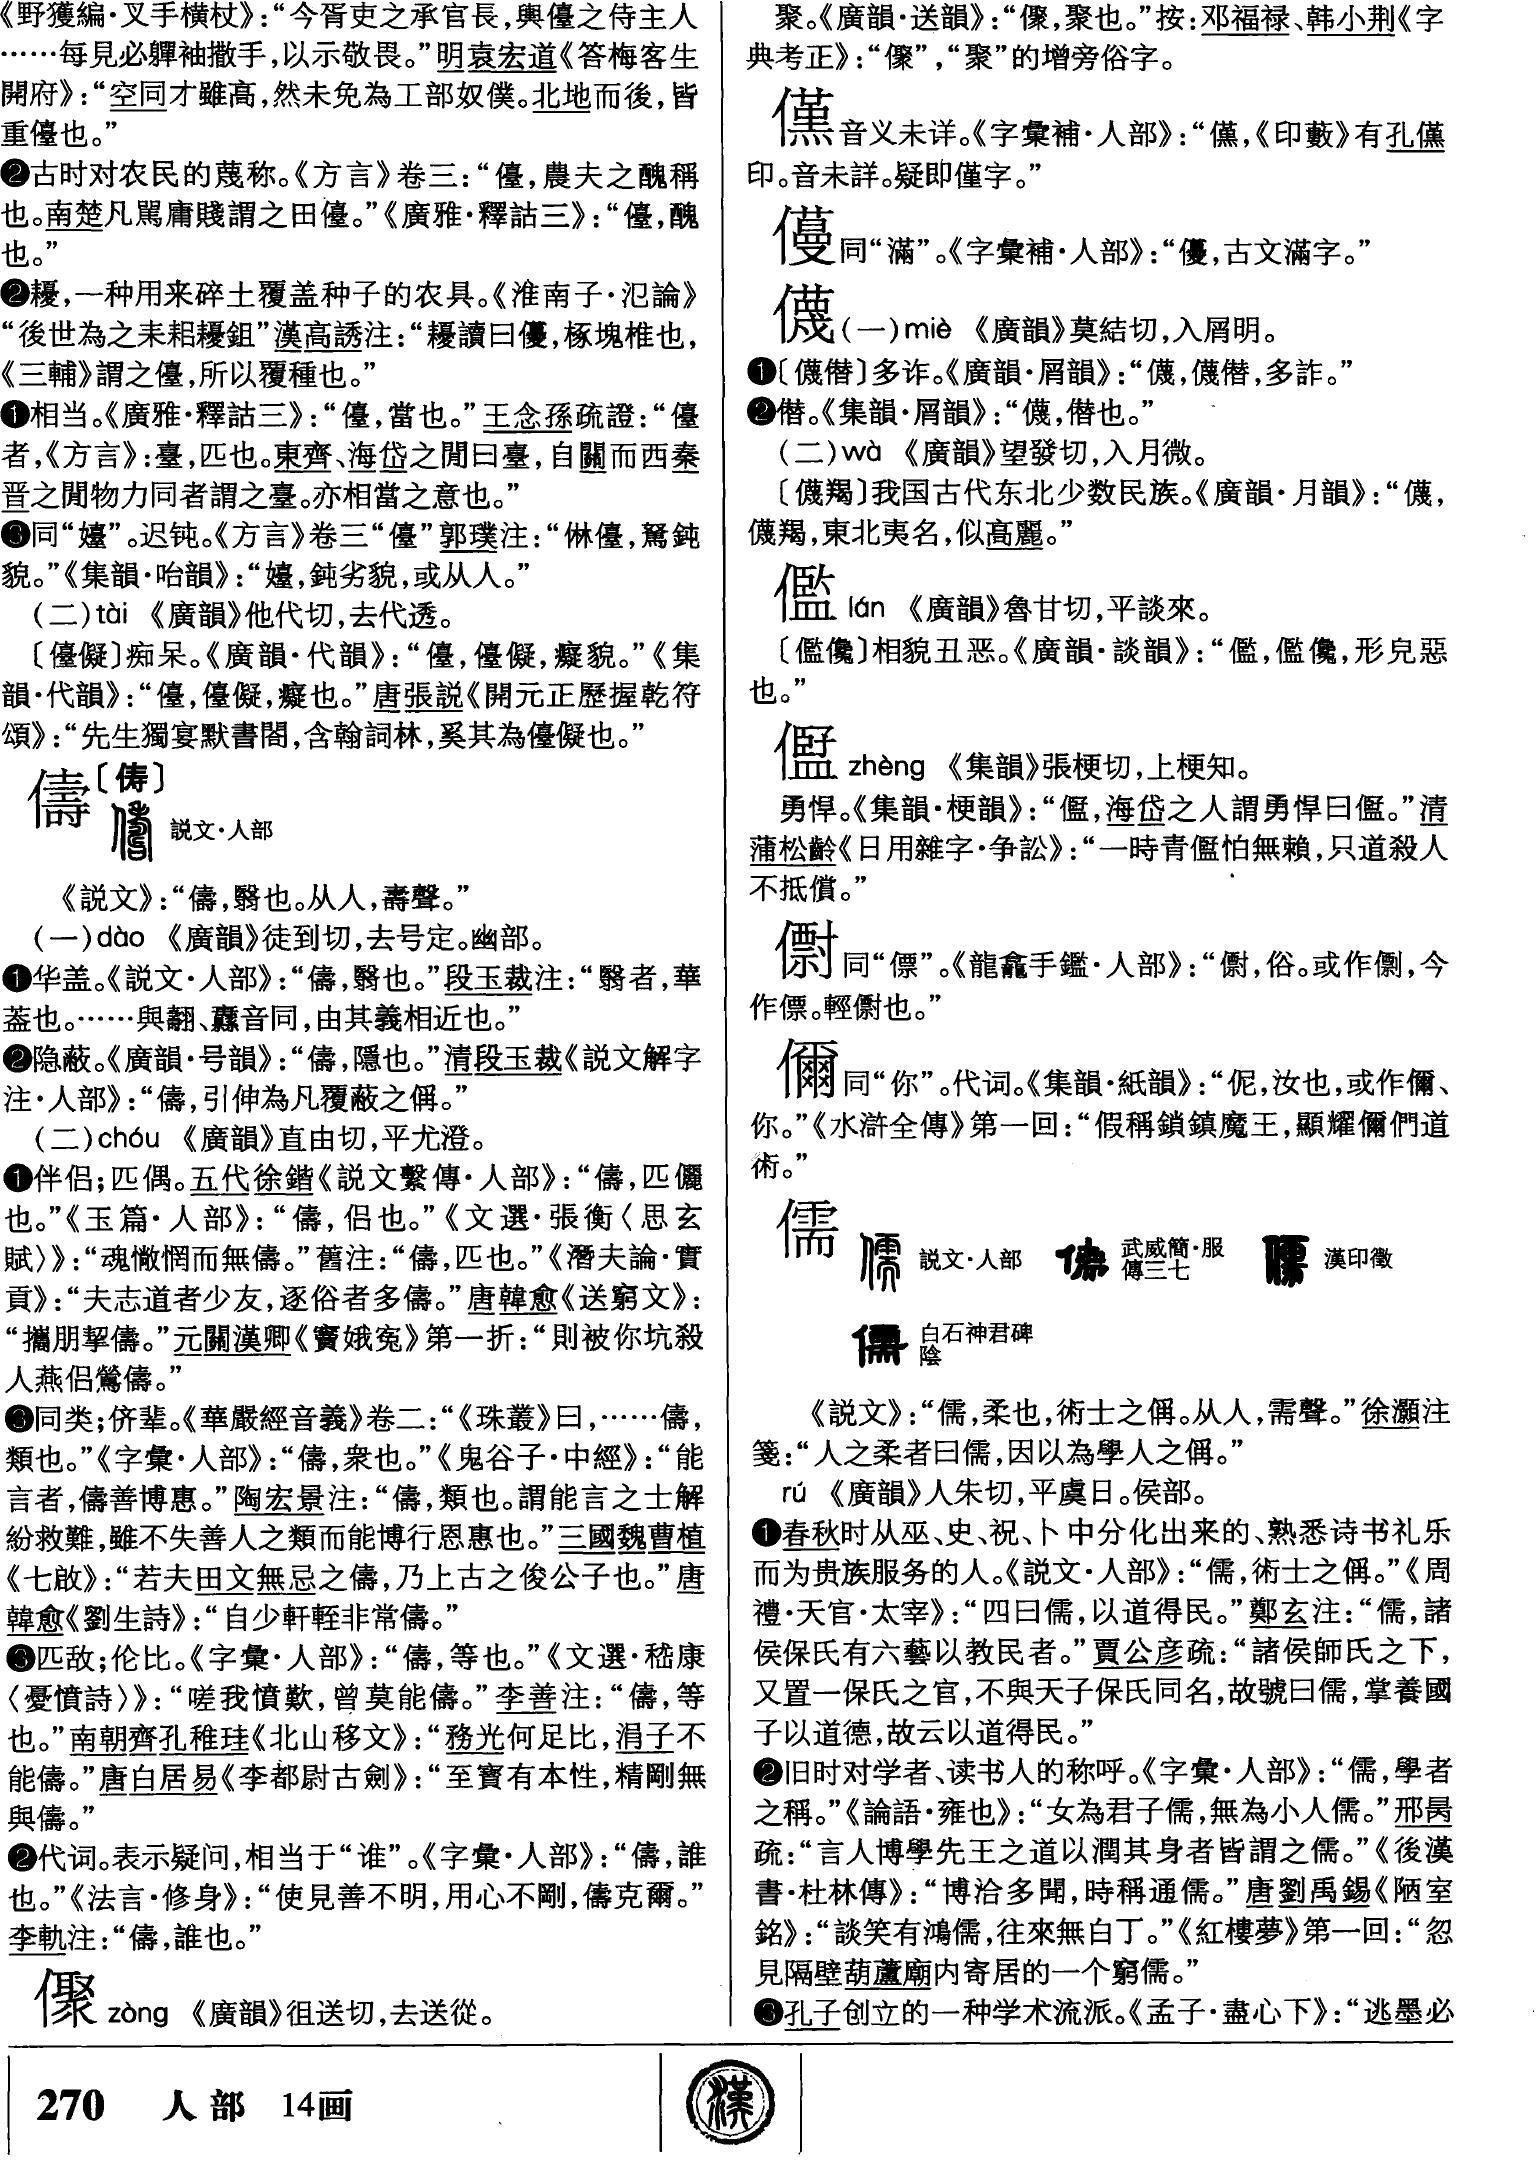 《野獲編·叉手横杖》：“今胥吏之承官長，輿儓之侍主人
……每見必軃袖撒手，以示敬畏。”明袁宏道《答梅客生
開府》：“空同才雖高，然未免為工部奴僕。北地而後，皆
重儓也。”
❷古时对农民的蔑称。《方言》卷三：“儓，農夫之醜稱
也。南楚凡罵庸賤謂之田儓。”《廣雅·釋詁三》：“儓，醜
也。”
❷耰，一种用来碎土覆盖种子的农具。《淮南子·氾論》
“後世為之耒耜耰鉏”漢高誘注：“耰讀曰優，椓塊椎也，
《三輔》謂之儓，所以覆種也。”
❶相当。《廣雅·釋詁三》：“儓，當也。”王念孫疏證：“儓
者，《方言》：臺，匹也。東齊、海岱之閒曰臺，自關而西秦
晋之閒物力同者謂之臺。亦相當之意也。”
❸同“嬯”。迟钝。《方言》卷三“儓”郭璞注：“㑣儓，駑鈍
貌。”《集韻·咍韻》：“嬯，鈍劣貌，或从人。”
（二）tài 《廣韻》他代切，去代透。
〔儓儗〕痴呆。《廣韻·代韻》：“儓，儓儗，癡貌。”《集
韻·代韻》：“儓，儓儗，癡也。”唐張説《開元正歷握乾符
頌》：“先生獨宴默書閤，含翰詞林，奚其為儓儗也。”
儔〔俦〕
説文·人部
《説文》：“儔，翳也。从人，壽聲。”
（一）dào 《廣韻》徒到切，去号定。幽部。
❶华盖。《説文·人部》：“儔，翳也。”段玉裁注：“翳者，華
葢也。……與翿、纛音同，由其義相近也。”
❷隐蔽。《廣韻·号韻》：“儔，隱也。”清段玉裁《説文解字
注·人部》：“儔，引伸為凡覆蔽之偁。”
（二）chóu 《廣韻》直由切，平尤澄。
❶伴侣；匹偶。五代徐鍇《説文繫傳·人部》：“儔，匹儷
也。”《玉篇·人部》：“儔，侣也。”《文選·張衡〈思玄
賦〉》：“魂慠惘而無儔。”舊注：“儔，匹也。”《潛夫論·實
貢》：“夫志道者少友，逐俗者多儔。”唐韓愈《送窮文》：
“攜朋挈儔。”元關漢卿《竇娥寃》第一折：“則被你坑殺
人燕侣鶯儔。”
❸同类；侪辈。《華嚴經音義》卷二：“《珠叢》曰，……儔，
類也。”《字彙·人部》：“儔，衆也。”《鬼谷子·中經》：“能
言者，儔善博惠。”陶宏景注：“儔，類也。謂能言之士解
紛救難，雖不失善人之類而能博行恩惠也。”三國魏曹植
《七啟》：“若夫田文無忌之儔，乃上古之俊公子也。”唐
韓愈《劉生詩》：“自少軒輊非常儔。”
❸匹敌；伦比。《字彙·人部》：“儔，等也。”《文選·嵇康
〈憂憤詩〉》：“嗟我憤歎，曾莫能儔。”李善注：“儔，等
也。”南朝齊孔稚珪《北山移文》：“務光何足比，涓子不
能儔。”唐白居易《李都尉古劍》：“至寶有本性，精剛無
與儔。”
❷代词。表示疑问，相当于“谁”。《字彙·人部》：“儔，誰
也。”《法言·修身》：“使見善不明，用心不剛，儔克爾。”
李軌注：“儔，誰也。”
㒓 zòng 《廣韻》徂送切，去送從。
聚。《廣韻·送韻》：“㒓，聚也。”按：邓福禄、韩小荆《字
典考正》：“㒓”，“聚”的增旁俗字。
音义未详。《字彙補·人部》：“，《印藪》有孔
印。音未詳。疑即僅字。”
同“滿”。《字彙補·人部》：“，古文滿字。”
㒝（一）miè 《廣韻》莫結切，入屑明。
❶〔㒝㑻〕多诈。《廣韻·屑韻》：“㒝，㒝㑻，多詐。”
❷㑻。《集韻·屑韻》：“㒝，㑻也。”
（二）wà 《廣韻》望發切，入月微。
〔㒝羯〕我国古代东北少数民族。《廣韻·月韻》：“㒝，
㒝羯，東北夷名，似高麗。”
儖 lán 《廣韻》魯甘切，平談來。
〔儖儳〕相貌丑恶。《廣韻·談韻》：“儖，儖儳，形皃惡
也。”
zhèng 《集韻》張梗切，上梗知。
勇悍。《集韻·梗韻》：“，海岱之人謂勇悍曰。”清
蒲松齡《日用雜字·争訟》：“一時青怕無賴，只道殺人
不抵償。”
同“僄”。《龍龕手鑑·人部》：“，俗。或作，今
作僄。輕也。”
儞同“你”。代词。《集韻·紙韻》：“伲，汝也，或作儞、
你。”《水滸全傳》第一回：“假稱鎖鎮魔王，顯耀儞們道
術。”
儒
説文·人部 武威簡·服傳三七 漢印徵
白石神君碑陰
《説文》：“儒，柔也，術士之偁。从人，需聲。”徐灝注
箋：“人之柔者曰儒，因以為學人之偁。”
rú 《廣韻》人朱切，平虞日。侯部。
❶春秋时从巫、史、祝、卜中分化出来的、熟悉诗书礼乐
而为贵族服务的人。《説文·人部》：“儒，術士之偁。”《周
禮·天官·太宰》：“四曰儒，以道得民。”鄭玄注：“儒，諸
侯保氏有六藝以教民者。”賈公彦疏：“諸侯師氏之下，
又置一保氏之官，不與天子保氏同名，故號曰儒，掌養國
子以道德，故云以道得民。”
❷旧时对学者、读书人的称呼。《字彙·人部》：“儒，學者
之稱。”《論語·雍也》：“女為君子儒，無為小人儒。”邢昺
疏：“言人博學先王之道以潤其身者皆謂之儒。”《後漢
書·杜林傳》：“博洽多聞，時稱通儒。”唐劉禹錫《陋室
銘》：“談笑有鴻儒，往來無白丁。”《紅樓夢》第一回：“忽
見隔壁葫蘆廟内寄居的一个窮儒。”
❸孔子创立的一种学术流派。《孟子·盡心下》：“逃墨必
270 人部 14画
漢